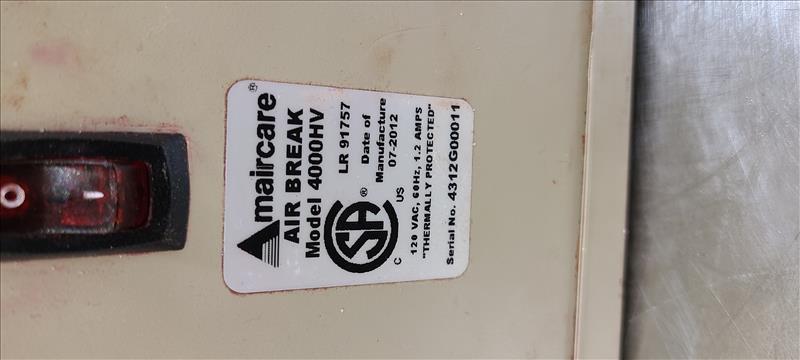 maircare®
AIR BREAK
Model 4000HV
LR 91757
Date of
Manufacture
07-2012
SA®
C US
120 VAC, 60Hz, 1.2 AMPS
"THERMALLY PROTECTED"
Serial No. 4312G00011
O I